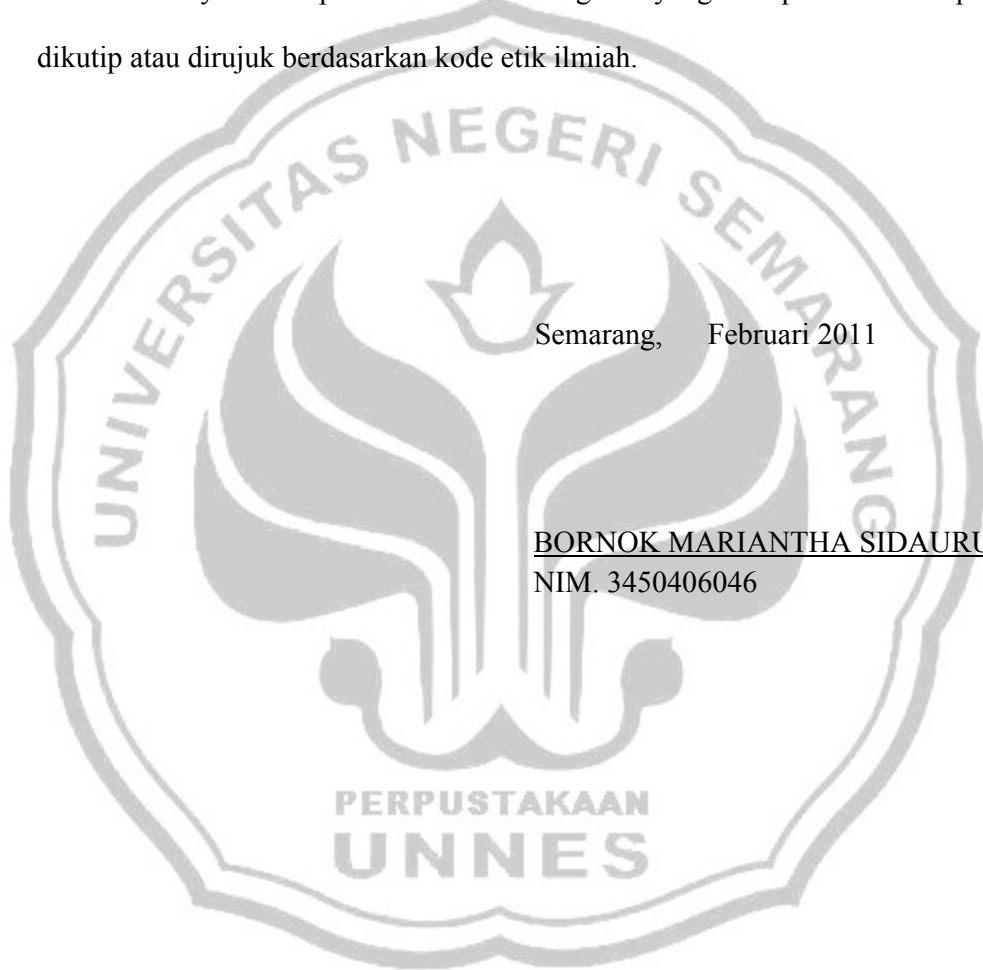 dikutip atau dirujuk berdasarkan kode etik ilmiah.
UNIVERSITAS NEGERI SEMARANG
Semarang, Februari 2011
BORNOK MARIANTHA
NIM. 3450406046
PERPUSTAKAAN
UNNES